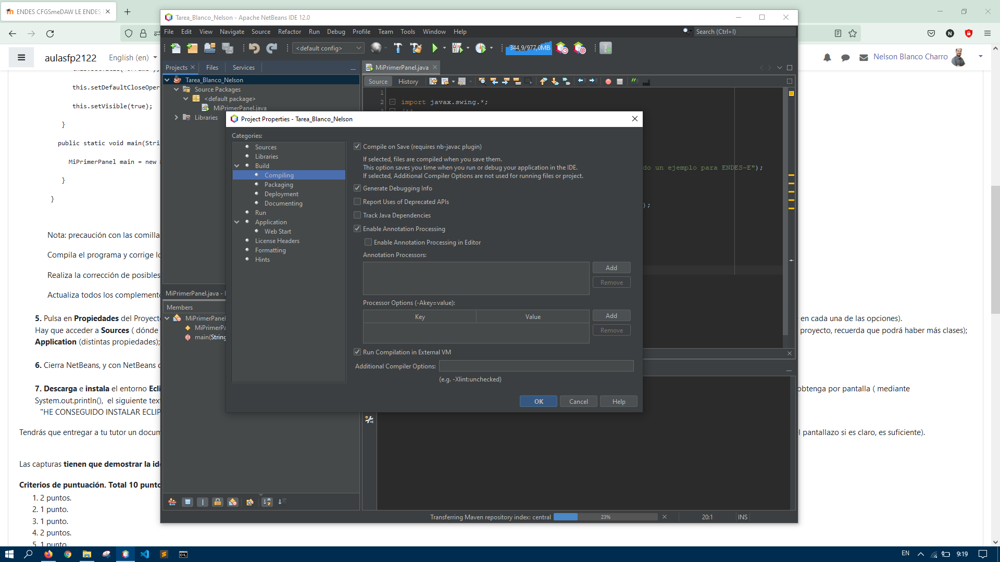 ENDES CFGSmeDAW LE ENDES
Tarea_Blanco_Nelson - Apache NetBeans IDE 12.0
File Edit View Navigate Source Refactor Run Debug Profile Team Tools Window Help
Search (Ctrl+I)
<default config>
344,9/977,0MB
aulasfp2122
English (en)
Nelson Blanco Charro
Projects Files Services
MiPrimerPanel.java
Source History
Tarea_Blanco_Nelson
Source Packages
<default package>
MiPrimerPanel.java
Libraries
1
2 import javax.swing.*;
this.setDefaultCloseOper
this.setVisible(true);
}
public static void main(Stri
MiPrimerPanel main = new
}
}
Project Properties - Tarea_Blanco_Nelson
Categories:
Sources
Libraries
Build
Compiling
Packaging
Deployment
Documenting
Run
Application
Web Start
License Headers
Formatting
Hints
Compile on Save (requires nb-javac plugin)
If selected, files are compiled when you save them.
This option saves you time when you run or debug your application in the IDE.
If selected, Additional Compiler Options are not used for running files or project.
Generate Debugging Info
Report Uses of Deprecated APIs
Track Java Dependencies
Enable Annotation Processing
Enable Annotation Processing in Editor
Annotation Processors:
Add
Remove
Processor Options (-Akey=value):
Key Value
Add
Remove
Run Compilation in External VM
Additional Compiler Options:
(e.g. -Xlint:unchecked)
OK Cancel Help
do un ejemplo para ENDES-E");
);
MiPrimerPanel.java -
Members
MiPrimerPanel
MiPrimerPa
main(String
Nota: precaución con las comilla
Compila el programa y corrige lo
Realiza la corrección de posibles
Actualiza todos los complemento
5. Pulsa en Propiedades del Proyecto
en cada una de las opciones).
Hay que acceder a Sources ( dónde
proyecto, recuerda que podrá haber más clases);
Application (distintas propiedades);
6. Cierra NetBeans, y con NetBeans
7. Descarga e instala el entorno Ecli
obtenga por pantalla ( mediante
System.out.println(), el siguiente text
"HE CONSEGUIDO INSTALAR ECLIP
Tendrás que entregar a tu tutor un docum
l pantallazo si es claro, es suficiente).
Las capturas tienen que demostrar la ide
Criterios de puntuación. Total 10 punto
1. 2 puntos.
2. 1 punto.
3. 1 punto.
4. 2 puntos.
5. 1 punto
Transferring Maven repository index: central 23%
20:1 INS
EN 9:19